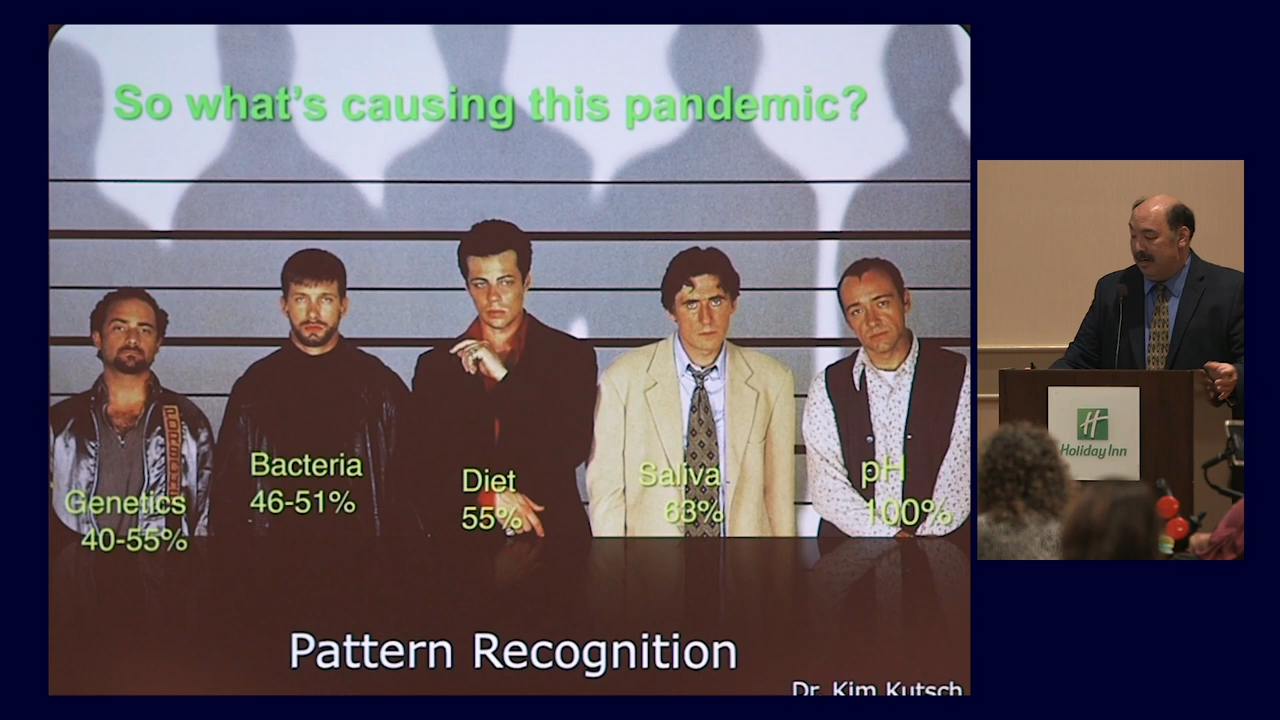 So what's causing this pandemic?
Genetics
40-55%
Bacteria
46-51%
Diet
55%
Saliva
63%
pH
100%
Pattern Recognition
Dr. Kim Kutsch
PORSCHE
H
Holiday Inn